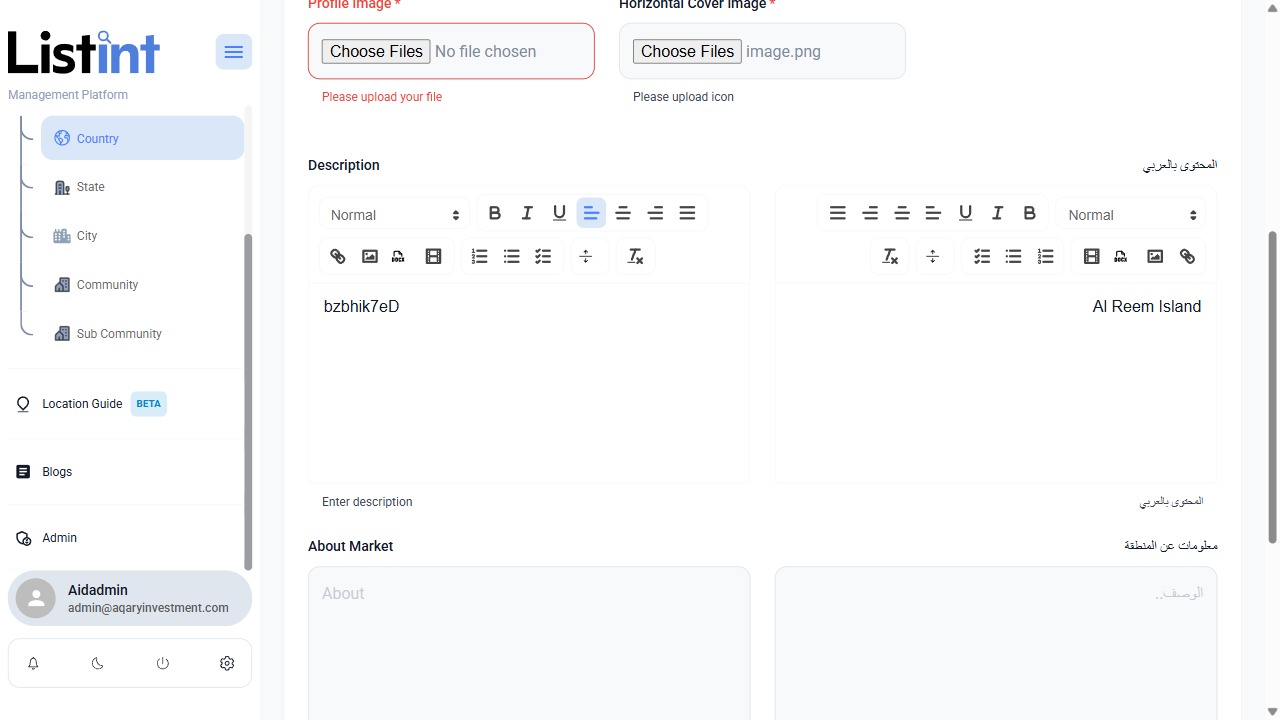 Listint
Management Platform
Country
State
City
Community
Sub Community
Location Guide BETA
Blogs
Admin
Aidadmin
admin@aqaryinvestment.com
Profile Image *
Choose Files No file chosen
Please upload your file
Horizontal Cover Image *
Choose Files image.png
Please upload icon
Description
المحتوى بالعربي
Normal
Normal
bzbhik7eD
Al Reem Island
Enter description
المحتوى بالعربي
About Market
معلومات عن المنطقة
About
الوصف..